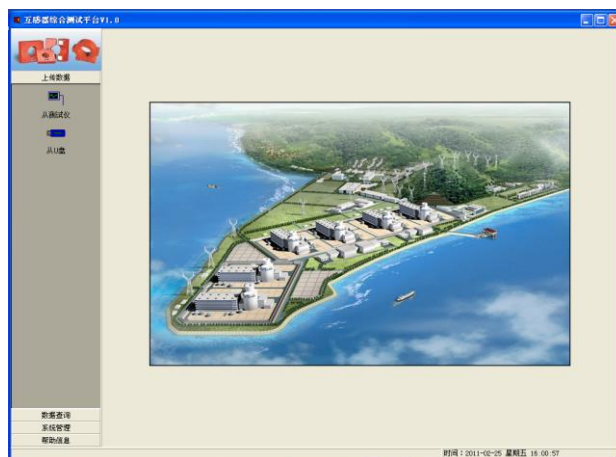 互感器综合测试平台V1.0
上传数据
从测试仪
从U盘
数据查询
系统管理
帮助信息
时间：2011-02-25 星期五 16:00:57